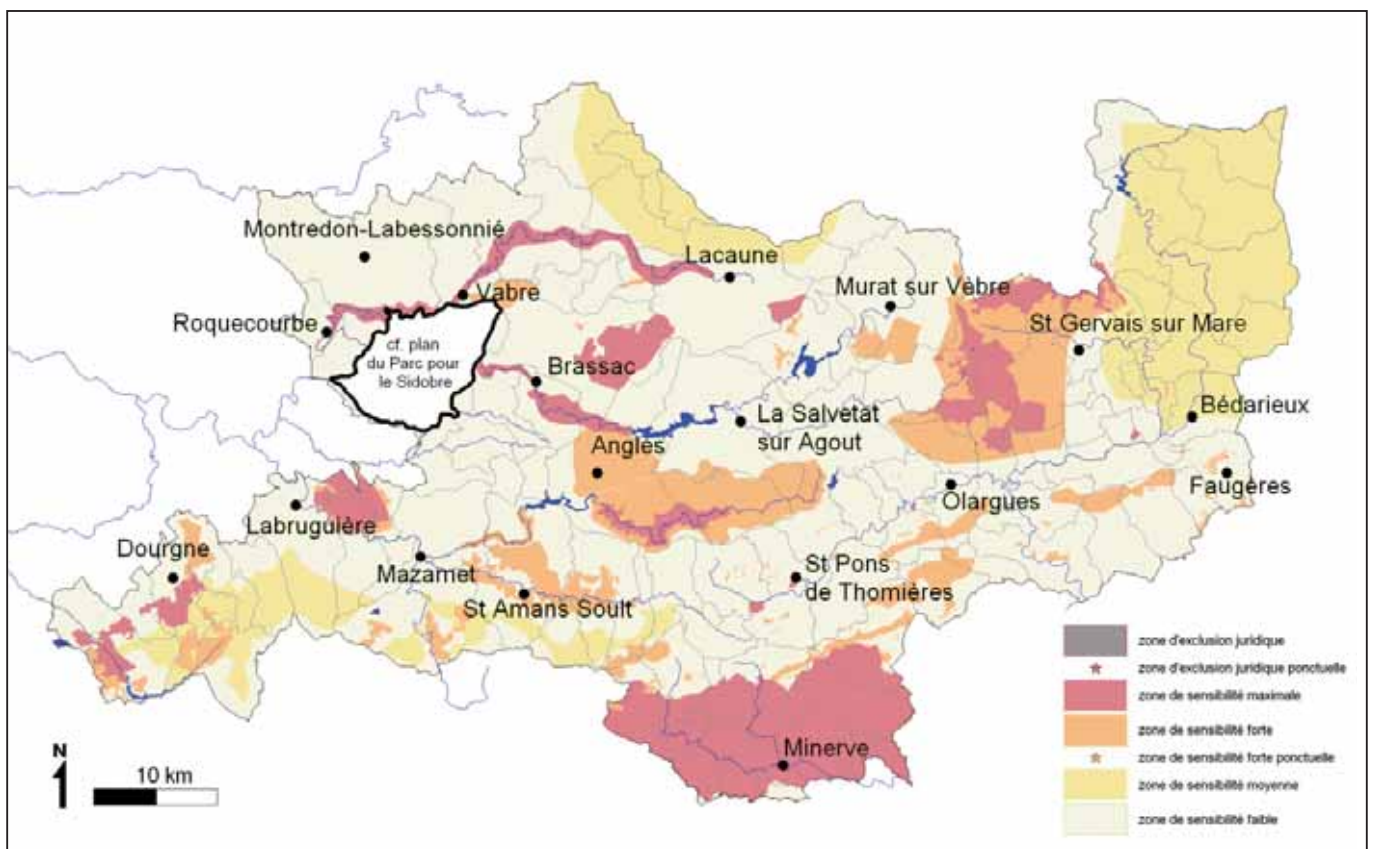 Montredon-Labessonnié
Lacaune
Vabre
Murat sur Vèbre
Roquecourbe
St Gervais sur Mare
cf. plan
du Parc pour
le Sidobre
Brassac
Bédarieux
La Salvetat
sur Agout
Anglès
Faugères
Olargues
Labruguière
Dourgne
Mazamet
St Pons
de Thomières
St Amans Soult
Minerve
N
10 km
zone d'exclusion juridique
zone d'exclusion juridique ponctuelle
zone de sensibilité maximale
zone de sensibilité forte
zone de sensibilité forte ponctuelle
zone de sensibilité moyenne
zone de sensibilité faible